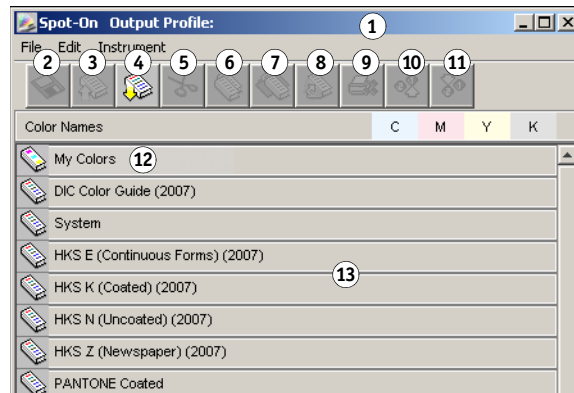 Spot-On Output Profile: 1
File Edit Instrument
2 3 4 5 6 7 8 9 10 11
Color Names C M Y K
My Colors 12
DIC Color Guide (2007)
System
HKS E (Continuous Forms) (2007)
13
HKS K (Coated) (2007)
HKS N (Uncoated) (2007)
HKS Z (Newspaper) (2007)
PANTONE Coated